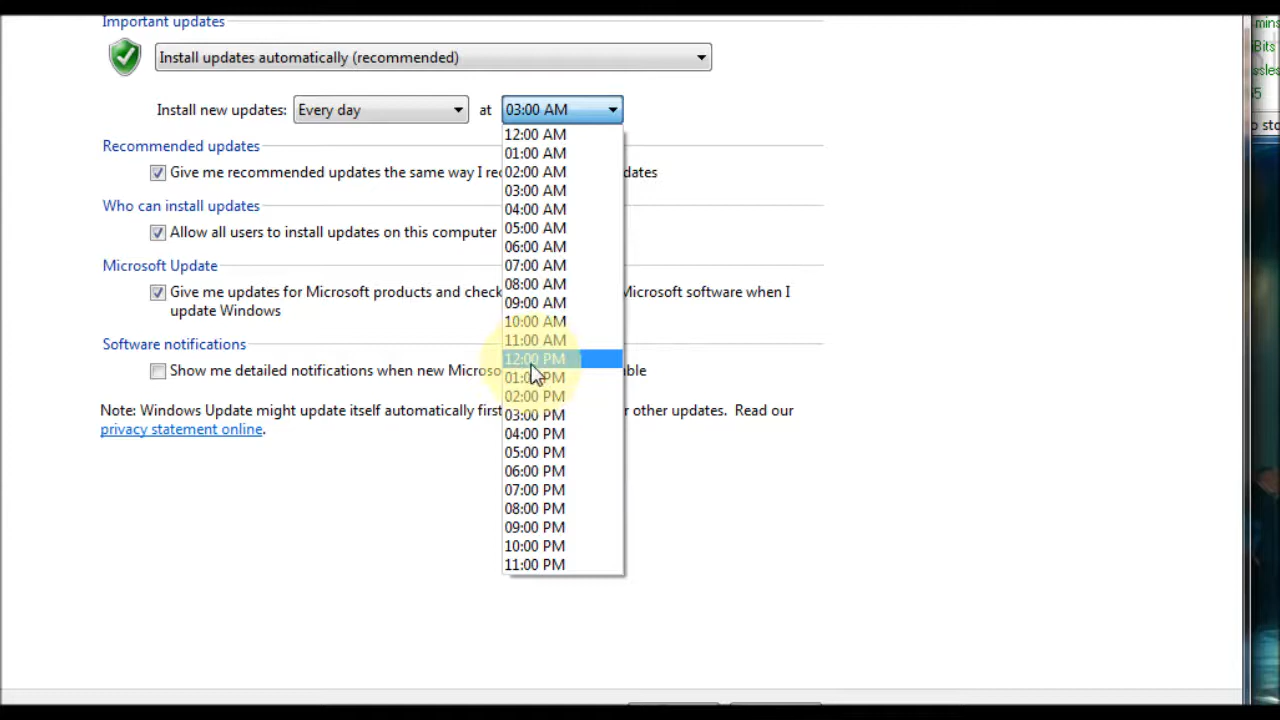 Important updates
Install updates automatically (recommended)
Install new updates: Every day at 03:00 AM
12:00 AM
01:00 AM
02:00 AM
03:00 AM
04:00 AM
05:00 AM
06:00 AM
07:00 AM
08:00 AM
09:00 AM
10:00 AM
11:00 AM
12:00 PM
01:00 PM
02:00 PM
03:00 PM
04:00 PM
05:00 PM
06:00 PM
07:00 PM
08:00 PM
09:00 PM
10:00 PM
11:00 PM
Recommended updates
Give me recommended updates the same way I
Who can install updates
Allow all users to install updates on this computer
Microsoft Update
Give me updates for Microsoft products and check Microsoft software when I
update Windows
Software notifications
Show me detailed notifications when new
Note: Windows Update might update itself automatically first other updates. Read our
privacy statement online.
mins